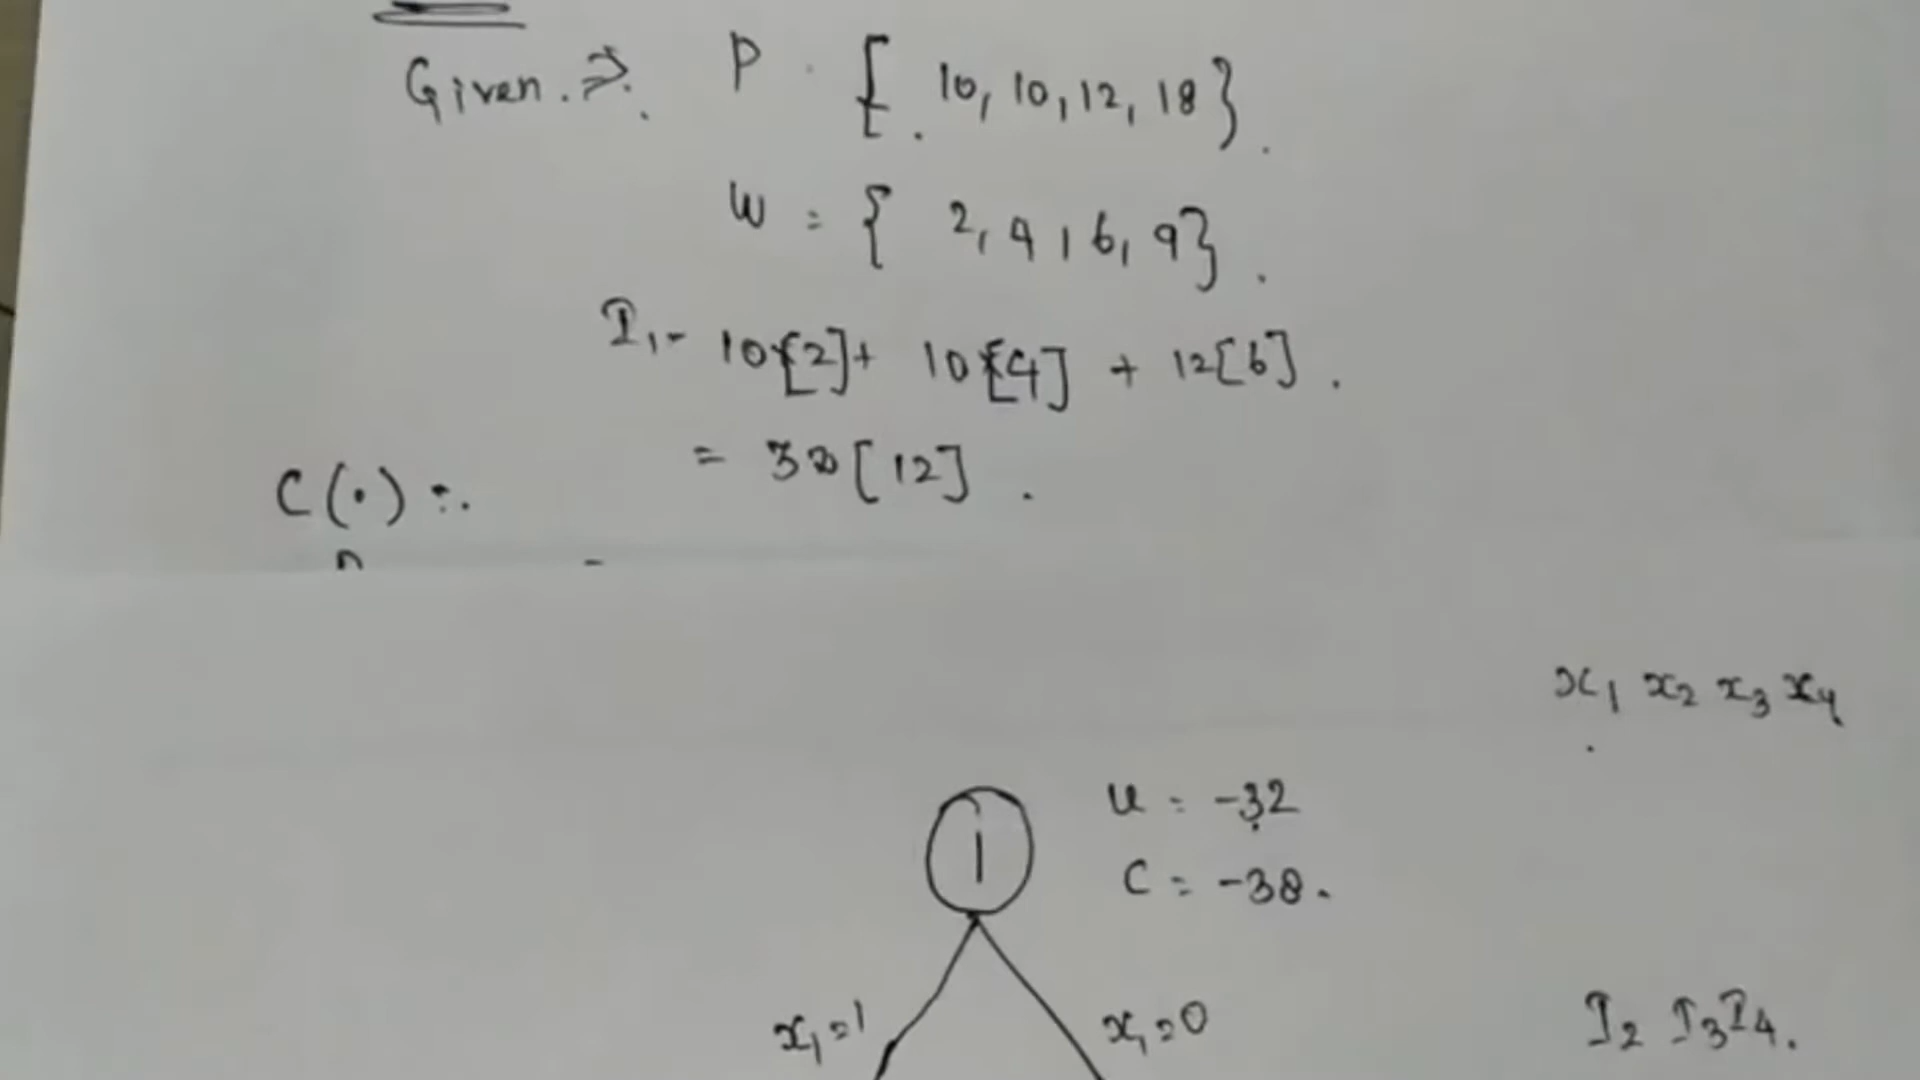 Given. ⇒. P { 10, 10, 12, 18}.
W = { 2, 4, 6, 9}.
I1 - 10[2] + 10[4] + 12[6].
= 32 [12].
C(.) :.
x1 x2 x3 x4
1
U = -32
C = -38.
x1 = 1 x1 = 0
I2 I3 I4.